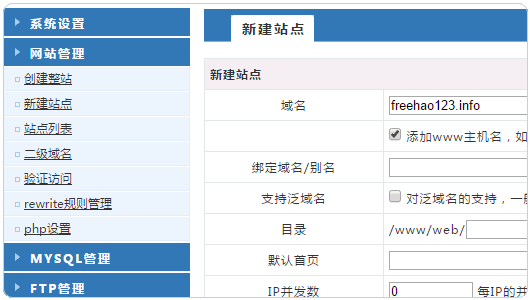 系统设置
网站管理
创建整站
新建站点
站点列表
二级域名
验证访问
rewrite规则管理
php设置
MYSQL管理
FTP管理
新建站点
新建站点
域名 freehao123.info
添加www主机名，如
绑定域名/别名
支持泛域名 对泛域名的支持，一般
目录 /www/web/
默认首页
IP并发数 0 每IP的并